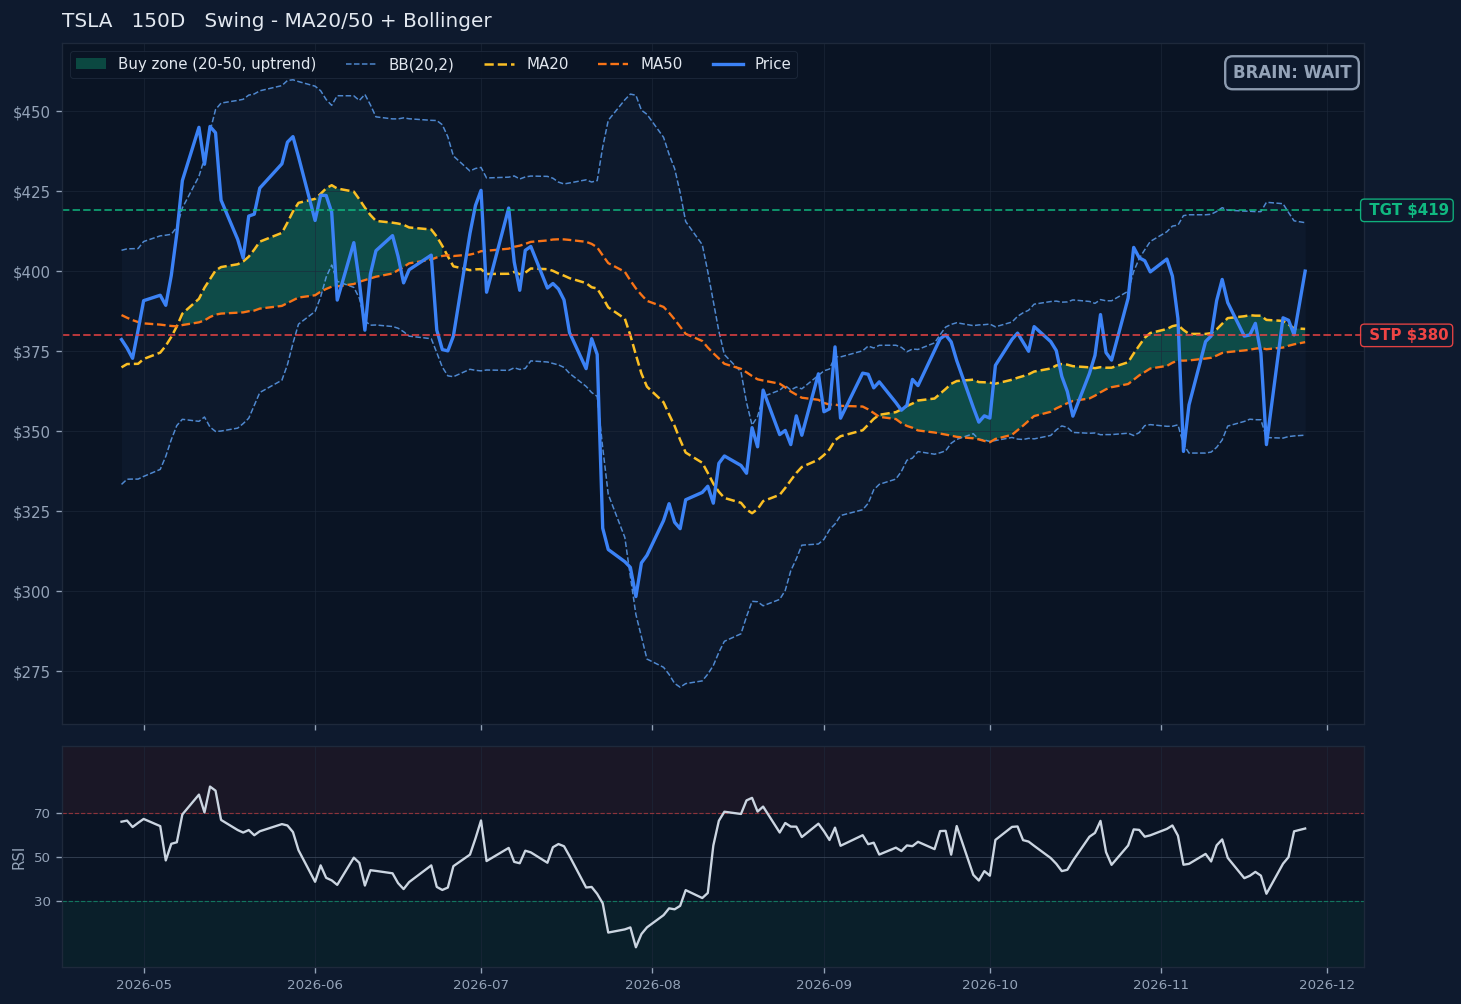 TSLA   150D   Swing - MA20/50 + Bollinger
Buy zone (20-50, uptrend)   BB(20,2)   MA20   MA50   Price
BRAIN: WAIT
$450
$425
TGT $419
$400
STP $380
$375
$350
$325
$300
$275
70
50
30
RSI
2026-05   2026-06   2026-07   2026-08   2026-09   2026-10   2026-11   2026-12